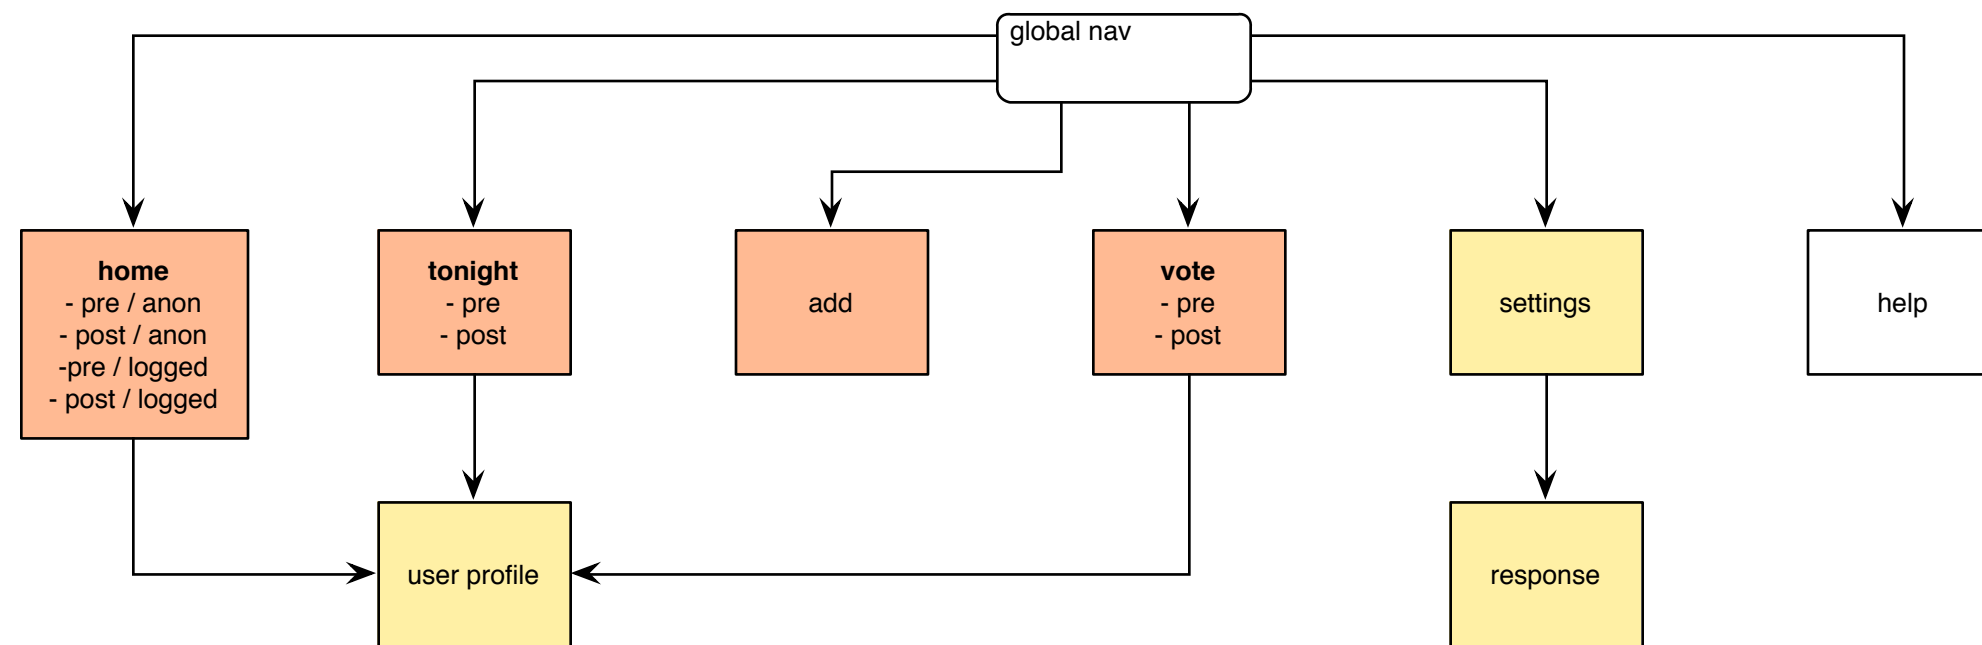 global nav
home
- pre / anon
- post / anon
-pre / logged
- post / logged
tonight
- pre
- post
add
vote
- pre
- post
settings
help
user profile
response